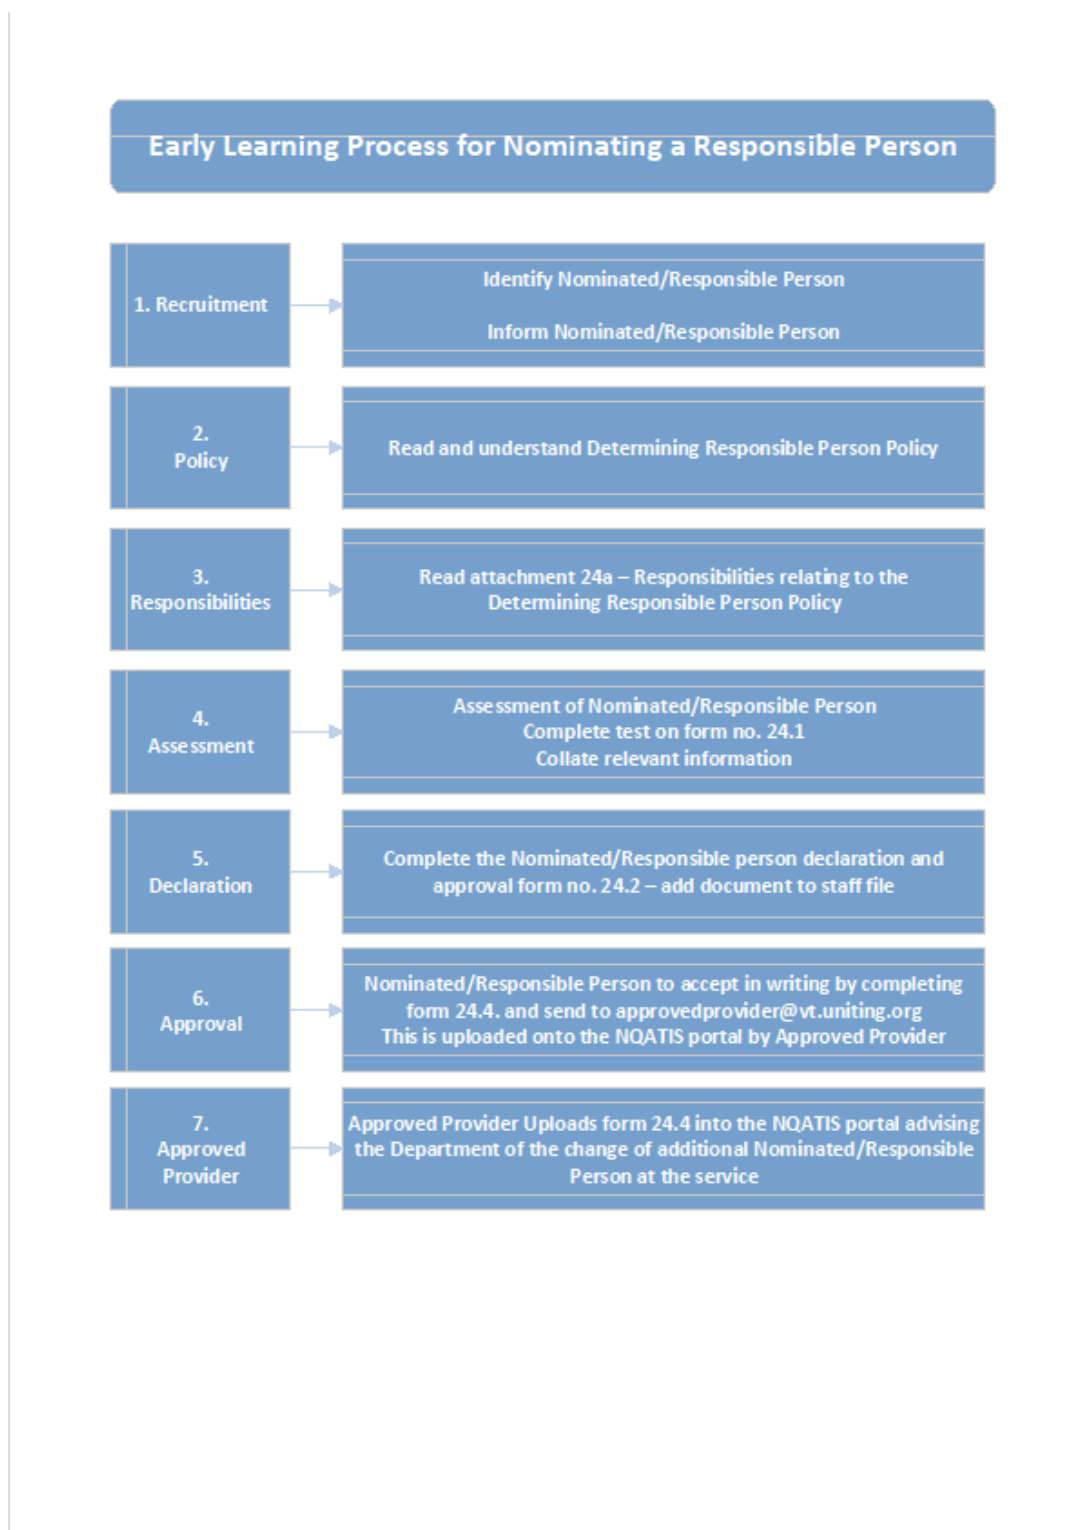 Early Learning Process for Nominating a Responsible Person
1. Recruitment
Identify Nominated/Responsible Person
Inform Nominated/Responsible Person
2.
Policy
Read and understand Determining Responsible Person Policy
3.
Responsibilities
Read attachment 24a – Responsibilities relating to the
Determining Responsible Person Policy
4.
Assessment
Assessment of Nominated/Responsible Person
Complete test on form no. 24.1
Collate relevant information
5.
Declaration
Complete the Nominated/Responsible person declaration and
approval form no. 24.2 – add document to staff file
6.
Approval
Nominated/Responsible Person to accept in writing by completing
form 24.4. and send to approvedprovider@vt.uniting.org
This is uploaded onto the NQATIS portal by Approved Provider
7.
Approved
Provider
Approved Provider Uploads form 24.4 into the NQATIS portal advising
the Department of the change of additional Nominated/Responsible
Person at the service